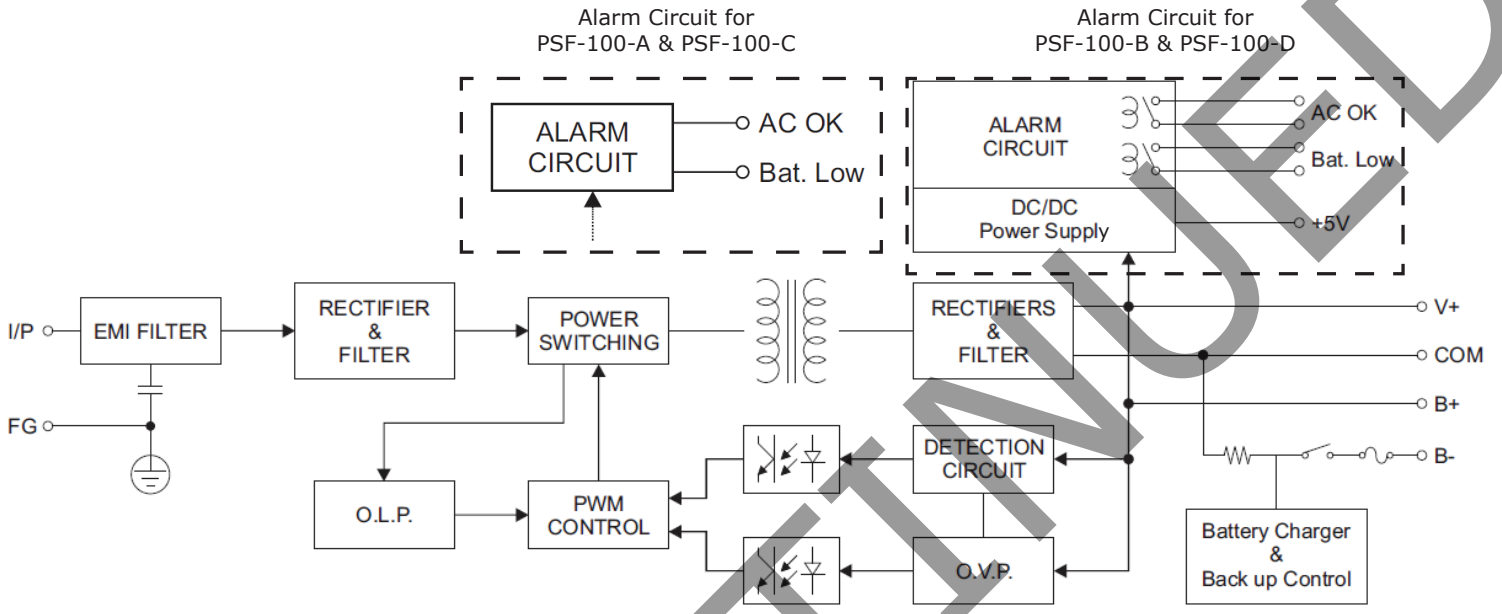 Alarm Circuit for
PSF-100-A & PSF-100-C
Alarm Circuit for
PSF-100-B & PSF-100-D
ALARM
CIRCUIT
AC OK
Bat. Low
ALARM
CIRCUIT
AC OK
Bat. Low
DC/DC
Power Supply
+5V
I/P
EMI FILTER
RECTIFIER
&
FILTER
POWER
SWITCHING
RECTIFIERS
&
FILTER
V+
COM
B+
FG
DETECTION
CIRCUIT
B-
O.L.P.
PWM
CONTROL
O.V.P.
Battery Charger
&
Back up Control
TINUED